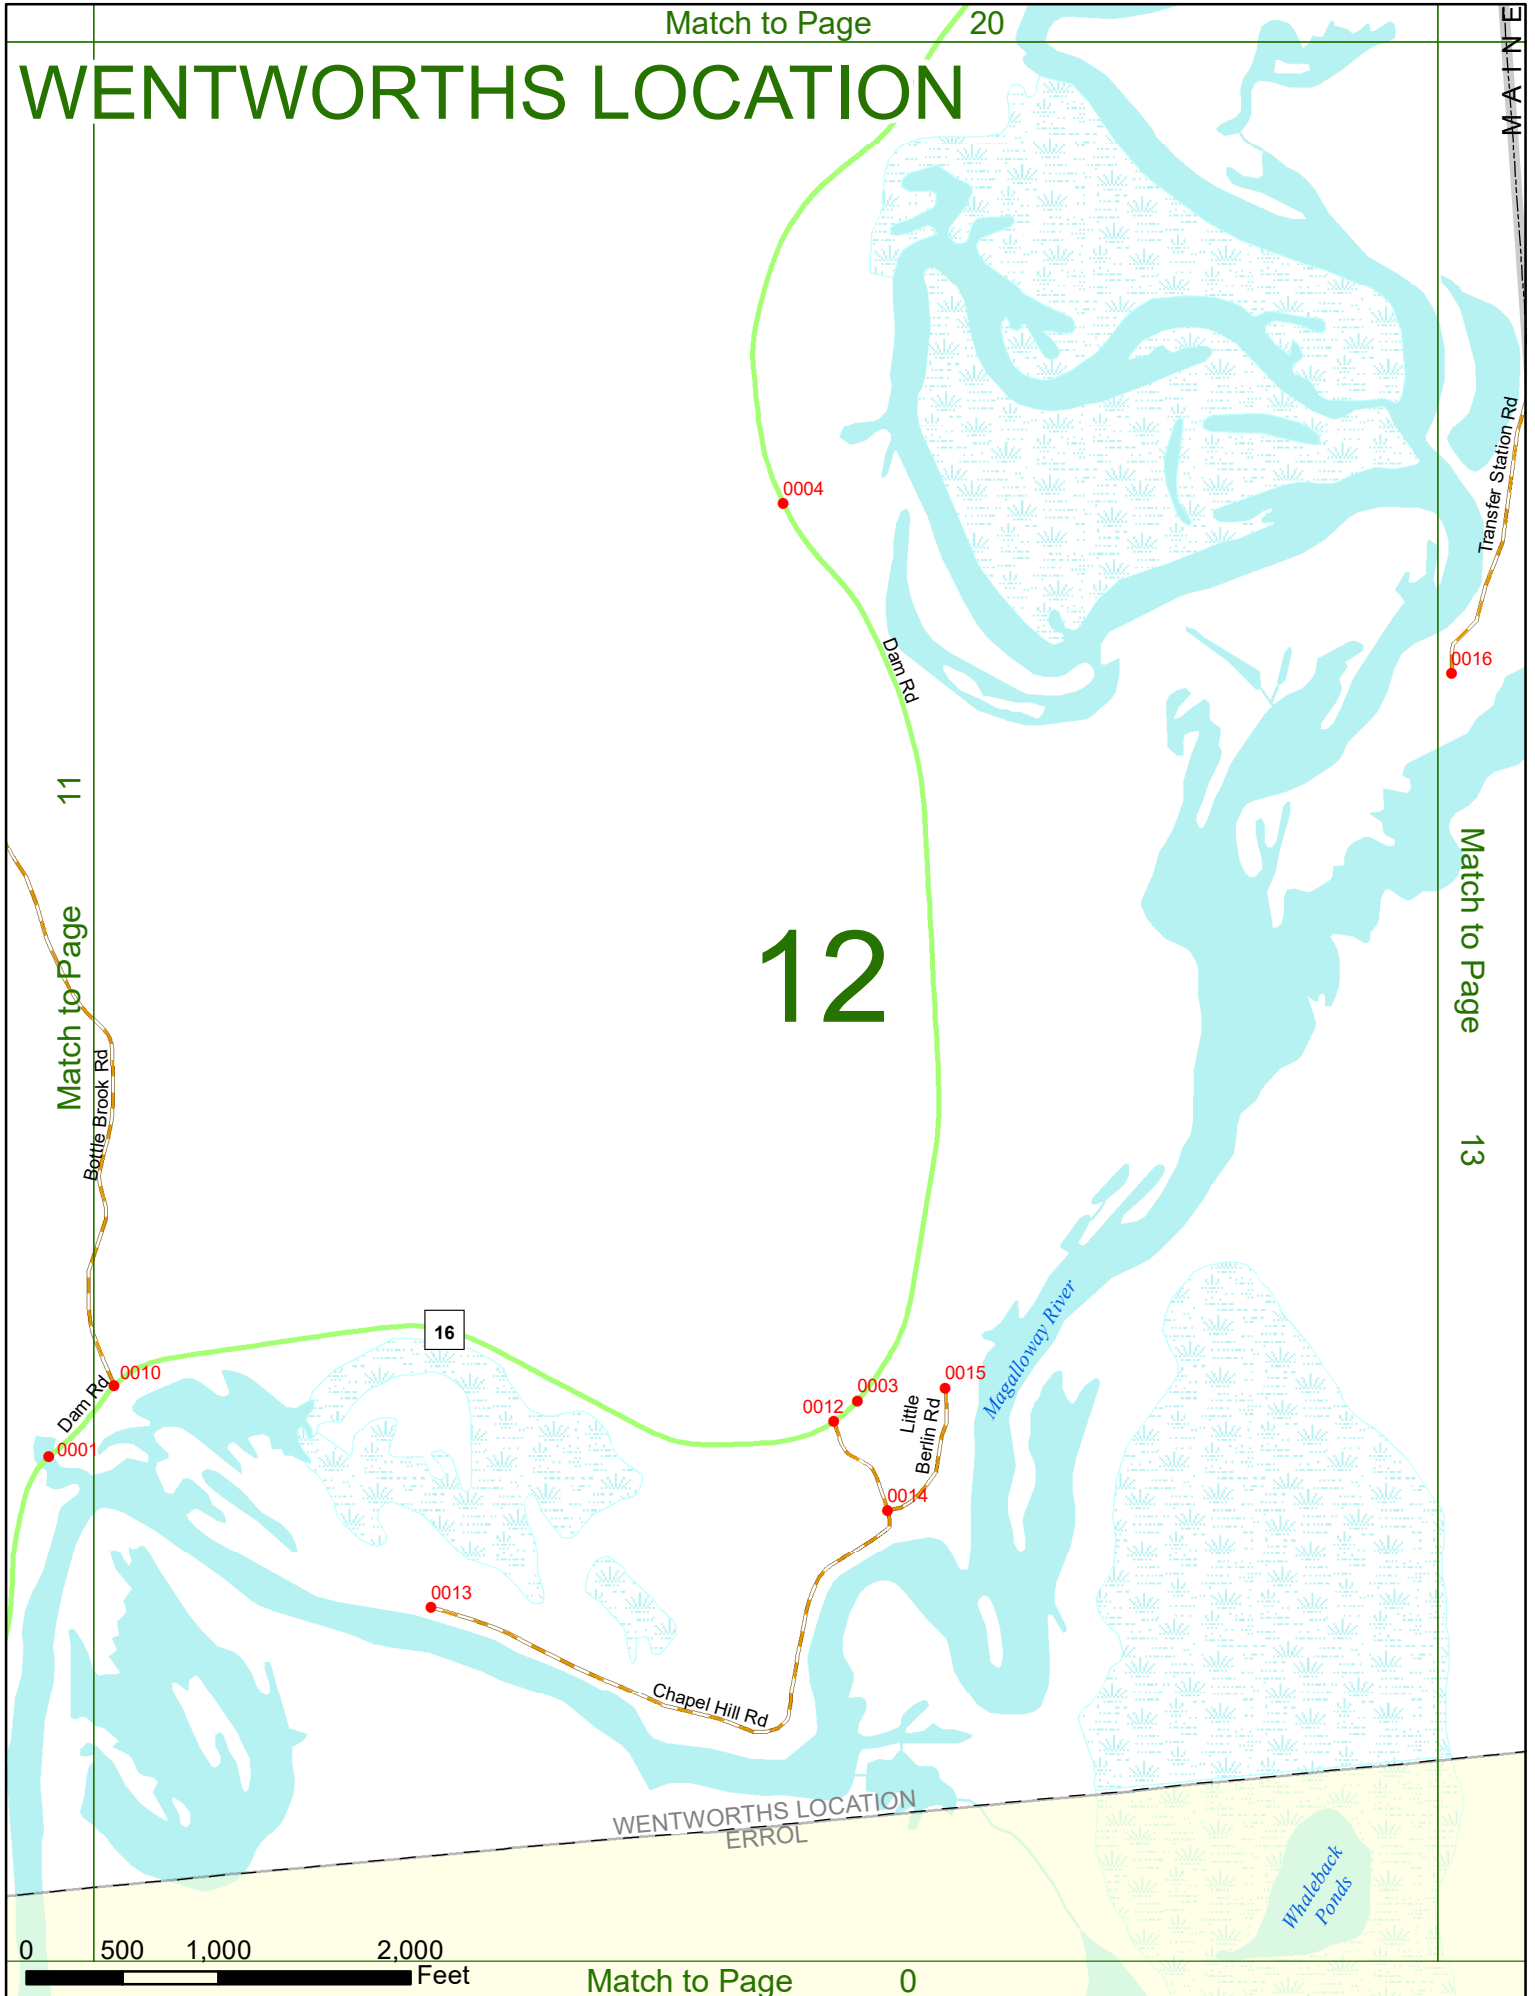 Match to Page 20
MAINE
WENTWORTHS LOCATION
0004
Transfer Station Rd
Dam Rd
0016
11
Match to Page
12
Match to Page
13
Bottle Brook Rd
Magalloway River
16
0010
0015
0003
Dam Rd
Little
Berlin Rd
0012
0001
0014
0013
Chapel Hill Rd
WENTWORTHS LOCATION
ERROL
Whaleback
Ponds
0 500 1,000 2,000
Feet
Match to Page 0